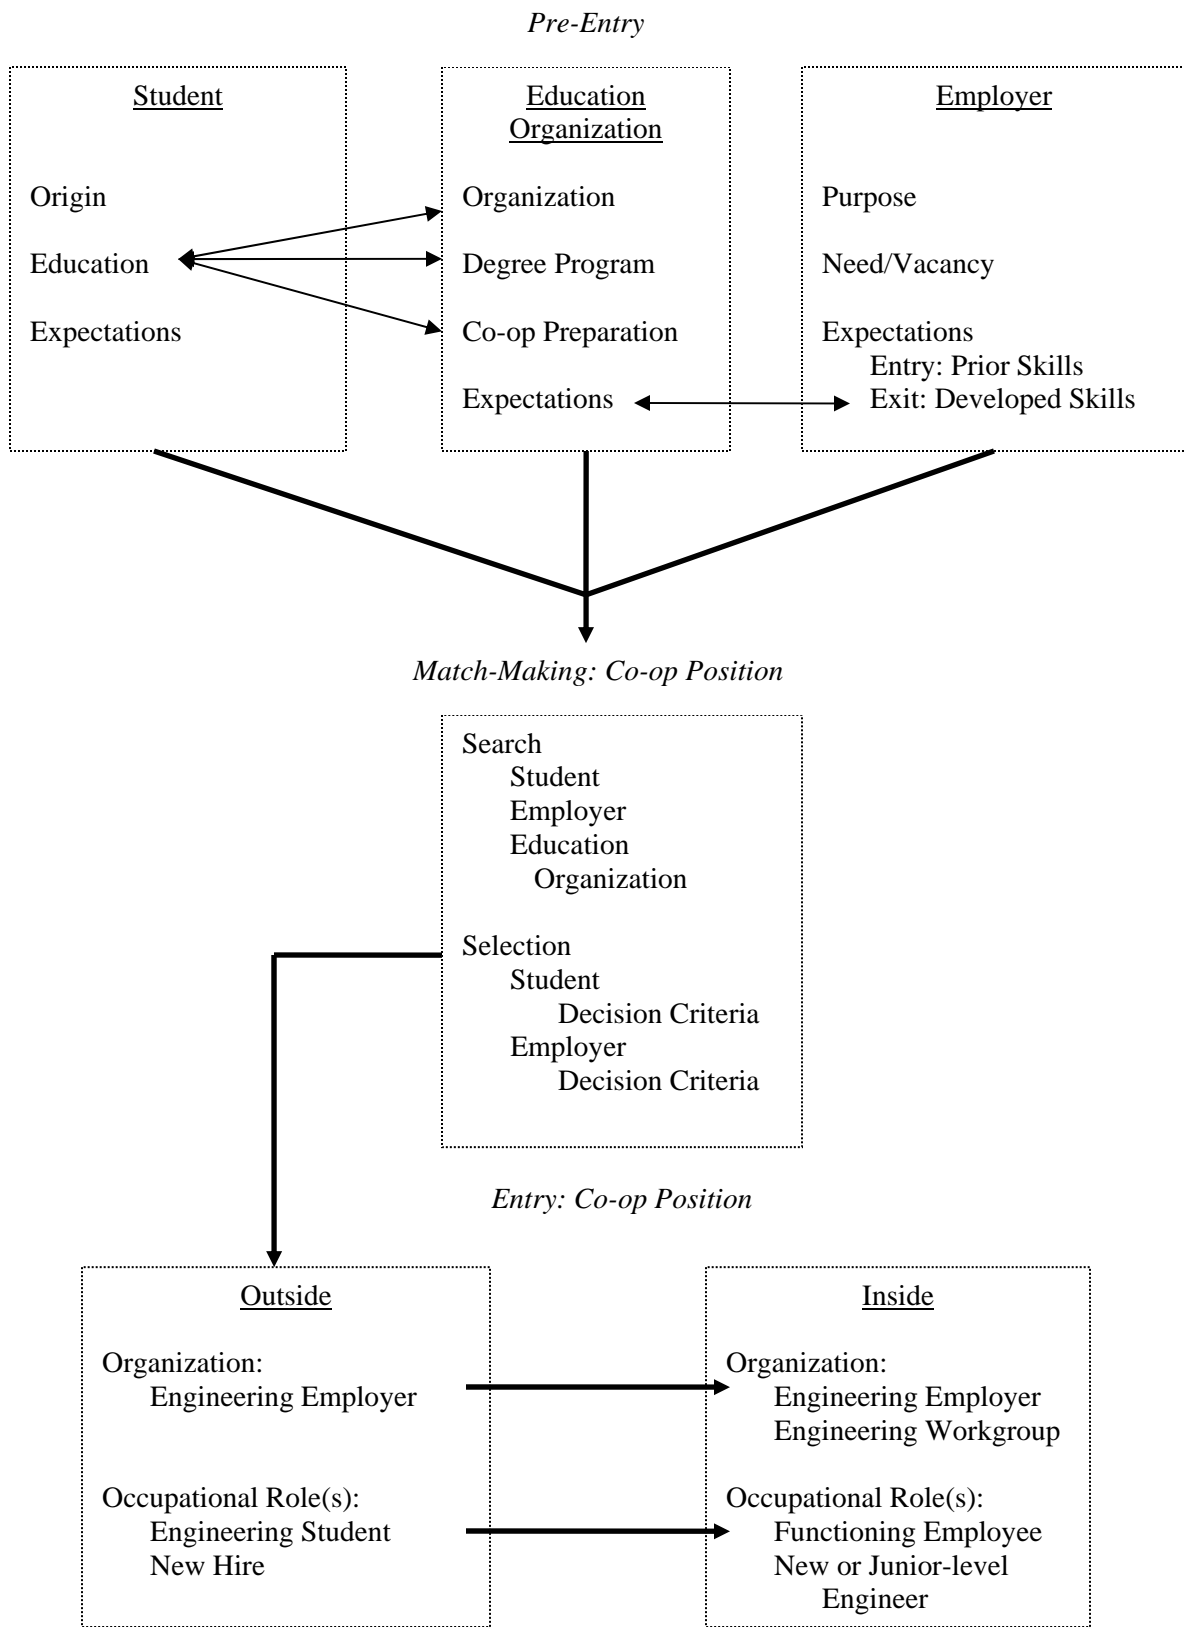 Pre-Entry
Student
Origin
Education
Expectations
Education
Organization
Organization
Degree Program
Co-op Preparation
Expectations
Employer
Purpose
Need/Vacancy
Expectations
Entry: Prior Skills
Exit: Developed Skills
Match-Making: Co-op Position
Search
Student
Employer
Education
Organization
Selection
Student
Decision Criteria
Employer
Decision Criteria
Entry: Co-op Position
Outside
Organization:
Engineering Employer
Occupational Role(s):
Engineering Student
New Hire
Inside
Organization:
Engineering Employer
Engineering Workgroup
Occupational Role(s):
Functioning Employee
New or Junior-level
Engineer